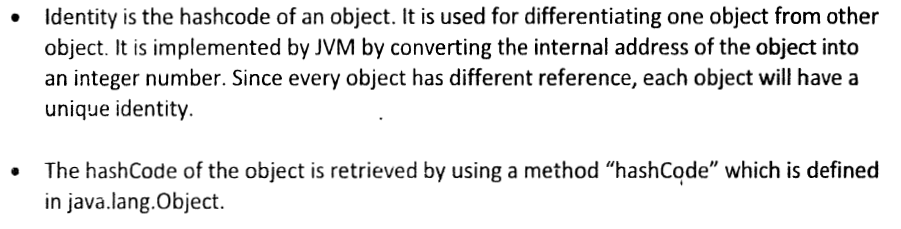 • Identity is the hashcode of an object. It is used for differentiating one object from other
object. It is implemented by JVM by converting the internal address of the object into
an integer number. Since every object has different reference, each object will have a
unique identity.
• The hashCode of the object is retrieved by using a method “hashCode” which is defined
in java.lang.Object.